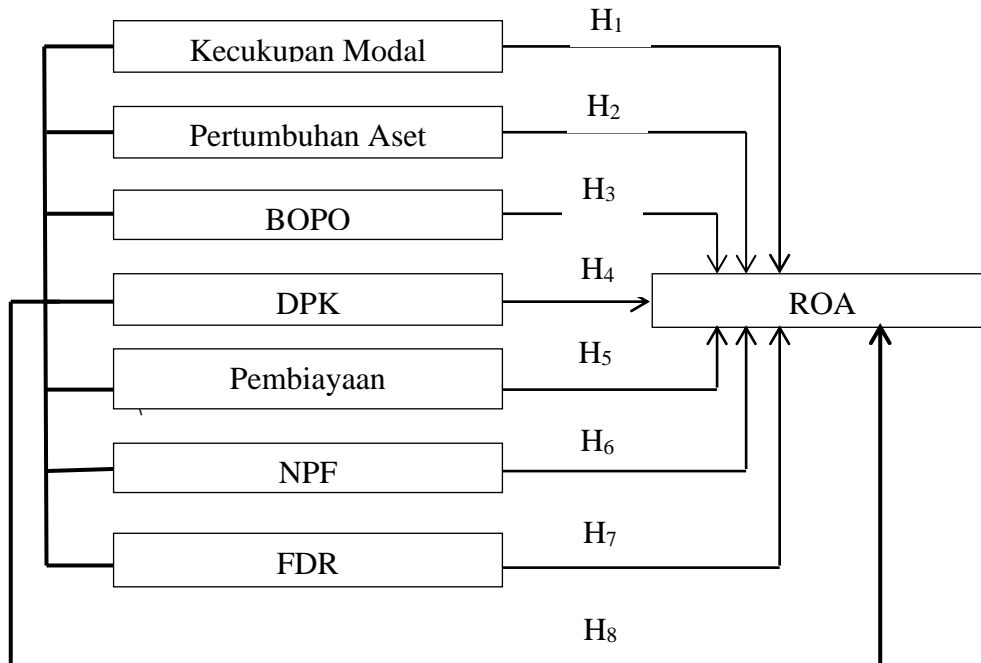 H₁
Kecukupan Modal
H₂
Pertumbuhan Aset
H₃
BOPO
H₄
DPK
ROA
H₅
Pembiayaan
H₆
NPF
H₇
FDR
H₈